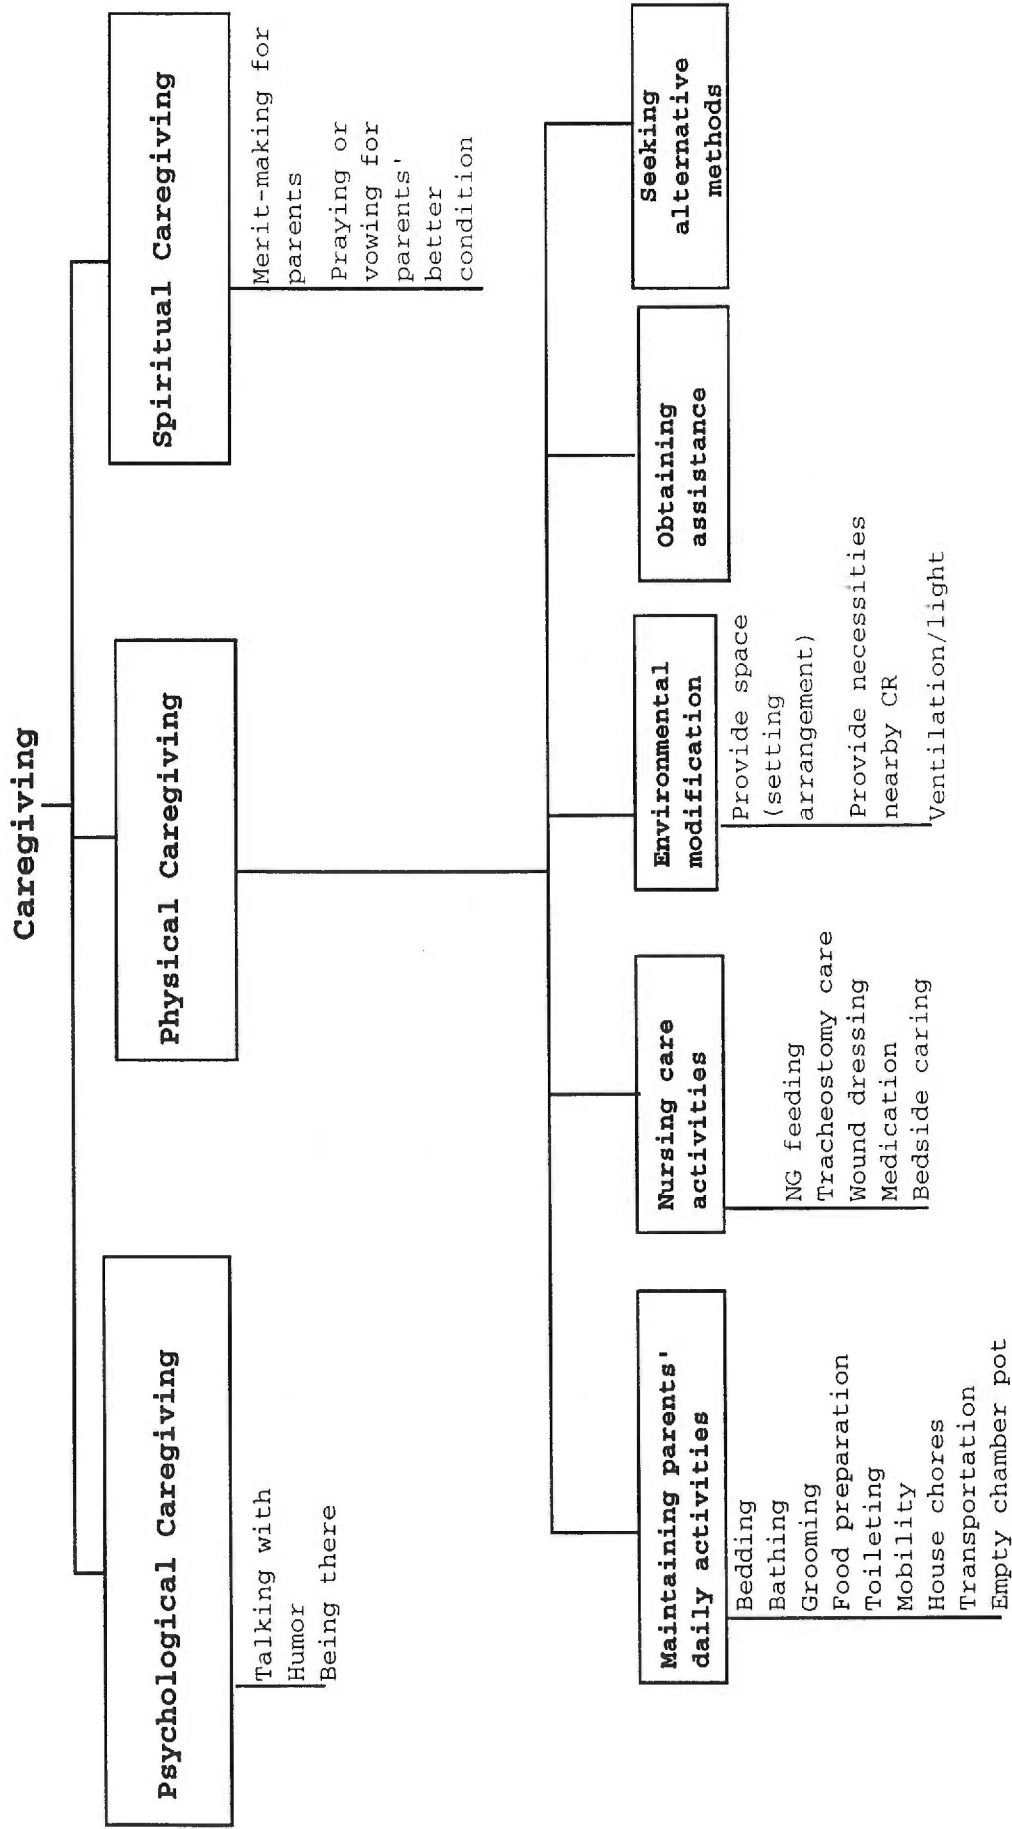 Caregiving
Psychological Caregiving
Talking with
Humor
Being there
Physical Caregiving
Spiritual Caregiving
Merit-making for
parents
Praying or
vowing for
parents'
better
condition
Maintaining parents'
daily activities
Bedding
Bathing
Grooming
Food preparation
Toileting
Mobility
House chores
Transportation
Empty chamber pot
Nursing care
activities
NG feeding
Tracheostomy care
Wound dressing
Medication
Bedside caring
Environmental
modification
Provide space
(setting
arrangement)
Provide necessities
nearby CR
Ventilation/light
Obtaining
assistance
Seeking
alternative
methods